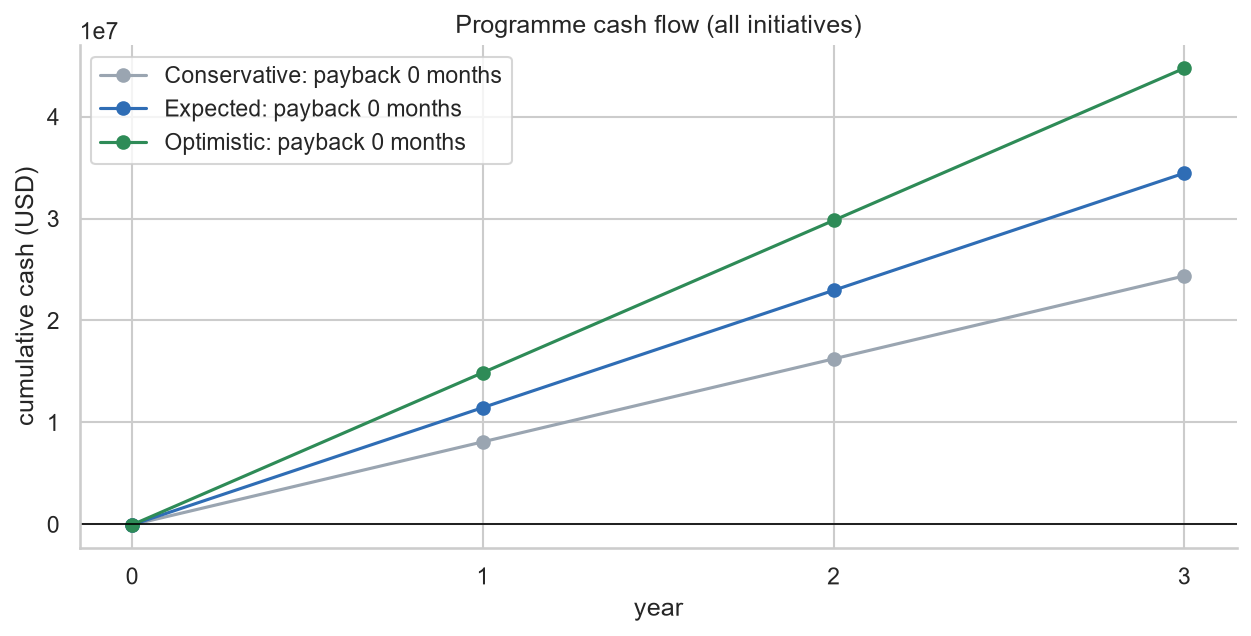 Programme cash flow (all initiatives)
1e7
Conservative: payback 0 months
Expected: payback 0 months
Optimistic: payback 0 months
4
3
2
1
0
cumulative cash (USD)
0 1 2 3
year